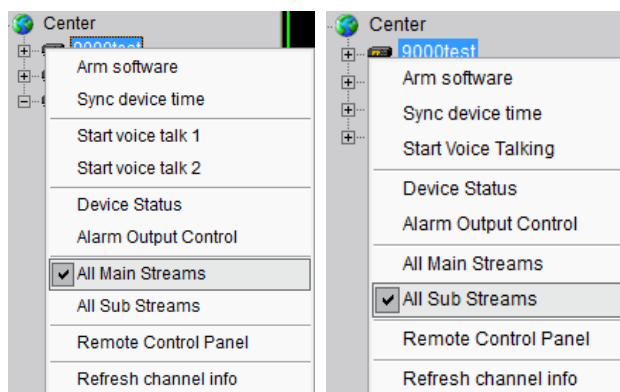 Center
9000test
Arm software
Sync device time
Start voice talk 1
Start voice talk 2
Device Status
Alarm Output Control
All Main Streams
All Sub Streams
Remote Control Panel
Refresh channel info
Center
9000test
Arm software
Sync device time
Start Voice Talking
Device Status
Alarm Output Control
All Main Streams
All Sub Streams
Remote Control Panel
Refresh channel info